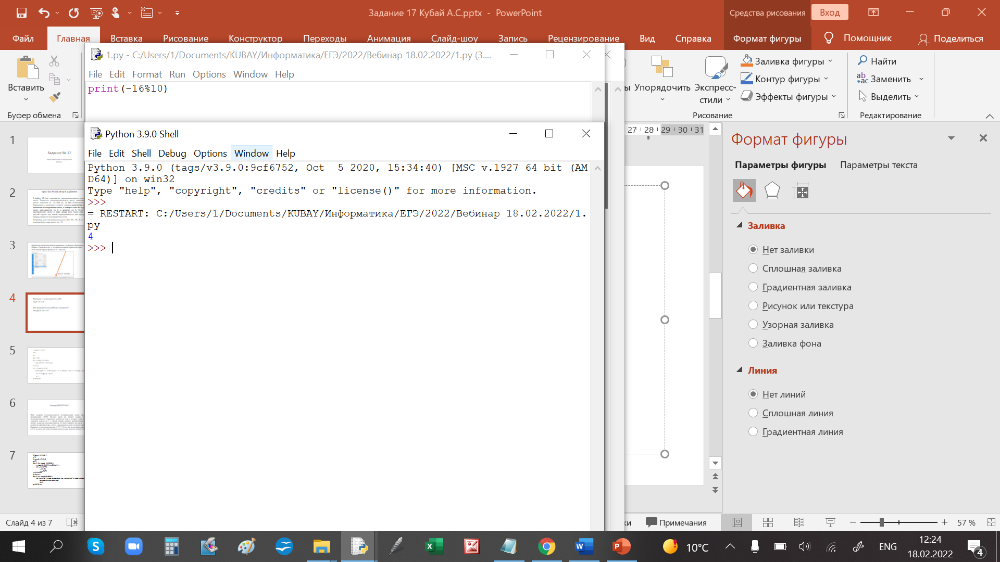 Задание 17 Кубай А.С.pptx - PowerPoint
Средства рисования
Вход
Файл
Главная
Вставка
Рисование
Конструктор
Переходы
Анимация
Слайд-шоу
Запись
Рецензирование
Вид
Справка
Формат фигуры
Помощник
Поделиться
Вставить
Буфер обмена
1.py - C:/Users/1/Documents/KUBAY/Информатика/ЕГЭ/2022/Вебинар 18.02.2022/1.py (3....
File Edit Format Run Options Window Help
print(-16%10)
Упорядочить
Экспресс-
стили
Заливка фигуры
Контур фигуры
Эффекты фигуры
Рисование
Найти
Заменить
Выделить
Редактирование
Python 3.9.0 Shell
File Edit Shell Debug Options Window Help
Python 3.9.0 (tags/v3.9.0:9cf6752, Oct  5 2020, 15:34:40) [MSC v.1927 64 bit (AM
D64)] on win32
Type "help", "copyright", "credits" or "license()" for more information.
>>>
= RESTART: C:/Users/1/Documents/KUBAY/Информатика/ЕГЭ/2022/Вебинар 18.02.2022/1.
py
4
>>>
27 28 29 30 31
1
Задание № 17
2
3
4
5
6
7
Формат фигуры
Параметры фигуры
Параметры текста
Заливка
Нет заливки
Сплошная заливка
Градиентная заливка
Рисунок или текстура
Узорная заливка
Заливка фона
Линия
Нет линий
Сплошная линия
Градиентная линия
Слайд 4 из 7
Примечания
57 %
10°C
ENG
12:24
18.02.2022
4